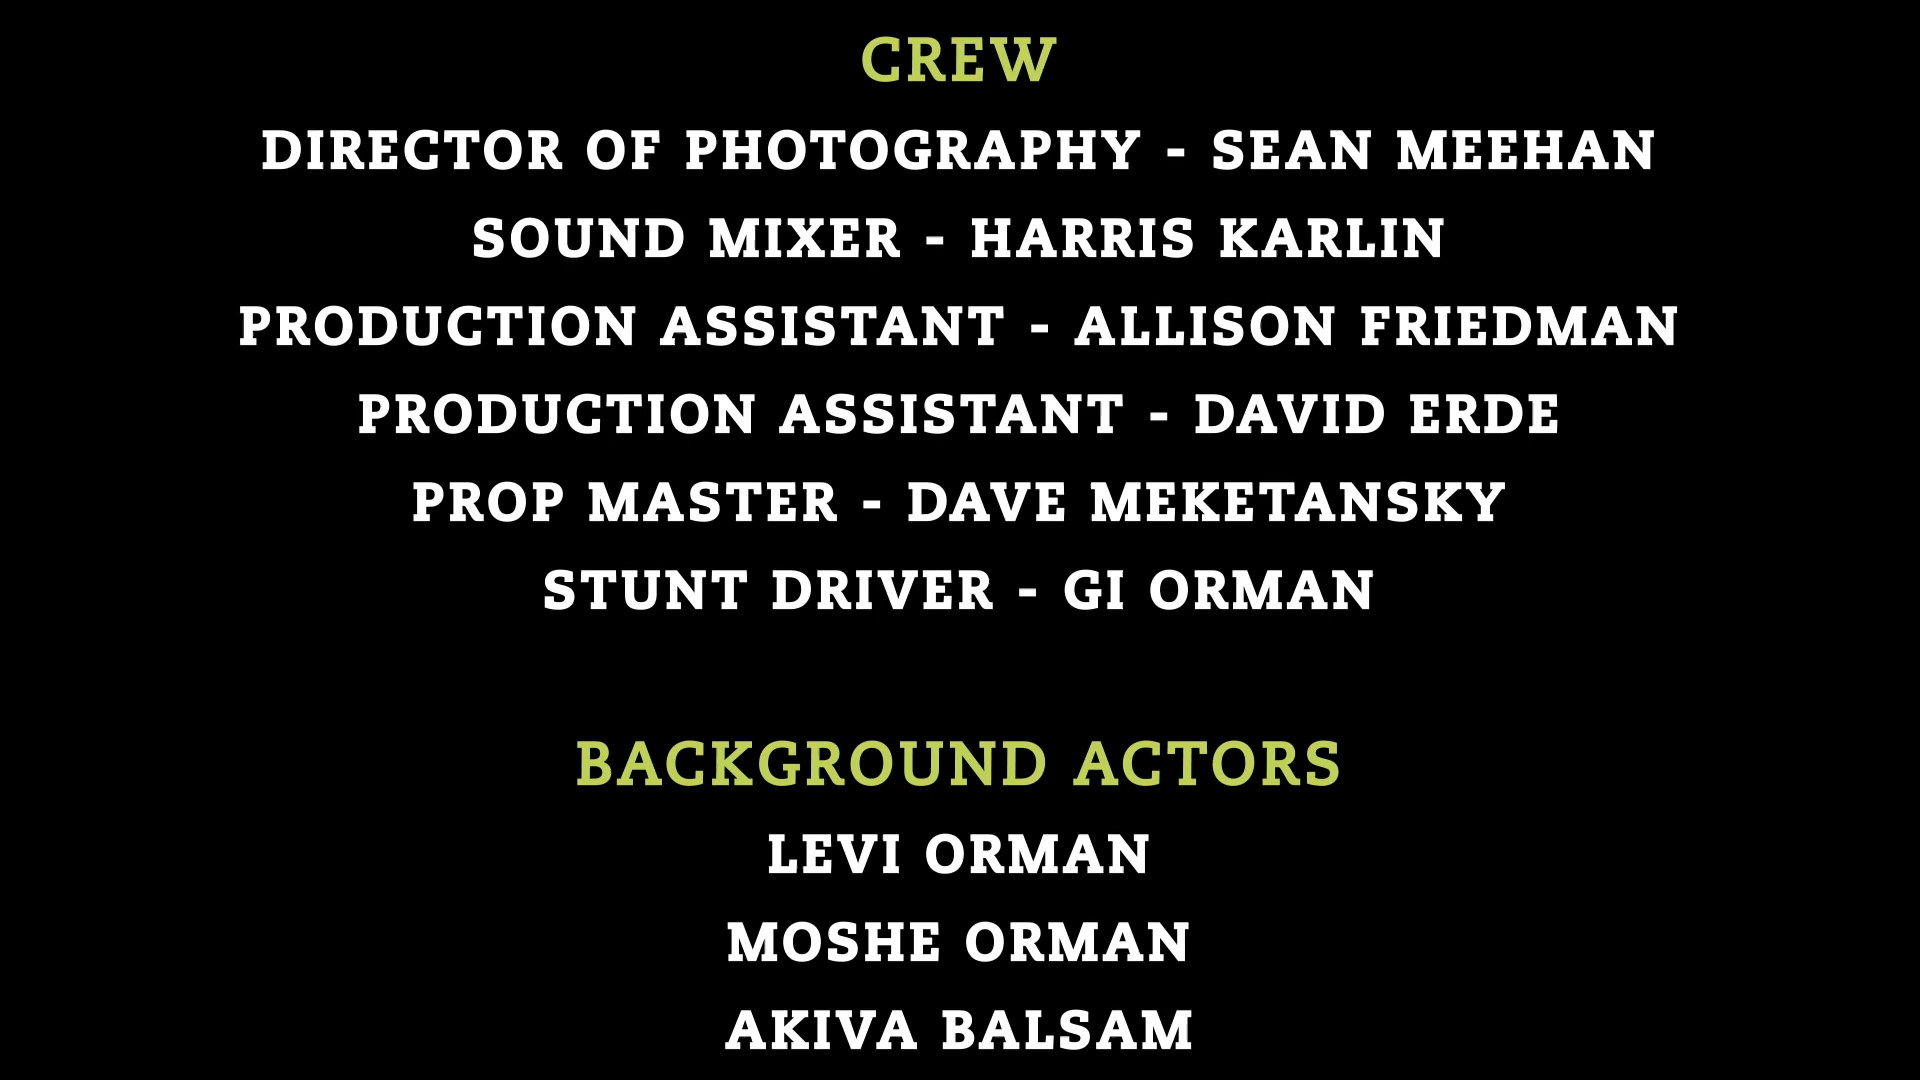 CREW
DIRECTOR OF PHOTOGRAPHY - SEAN MEEHAN
SOUND MIXER - HARRIS KARLIN
PRODUCTION ASSISTANT - ALLISON FRIEDMAN
PRODUCTION ASSISTANT - DAVID ERDE
PROP MASTER - DAVE MEKETANSKY
STUNT DRIVER - GI ORMAN
BACKGROUND ACTORS
LEVI ORMAN
MOSHE ORMAN
AKIVA BALSAM